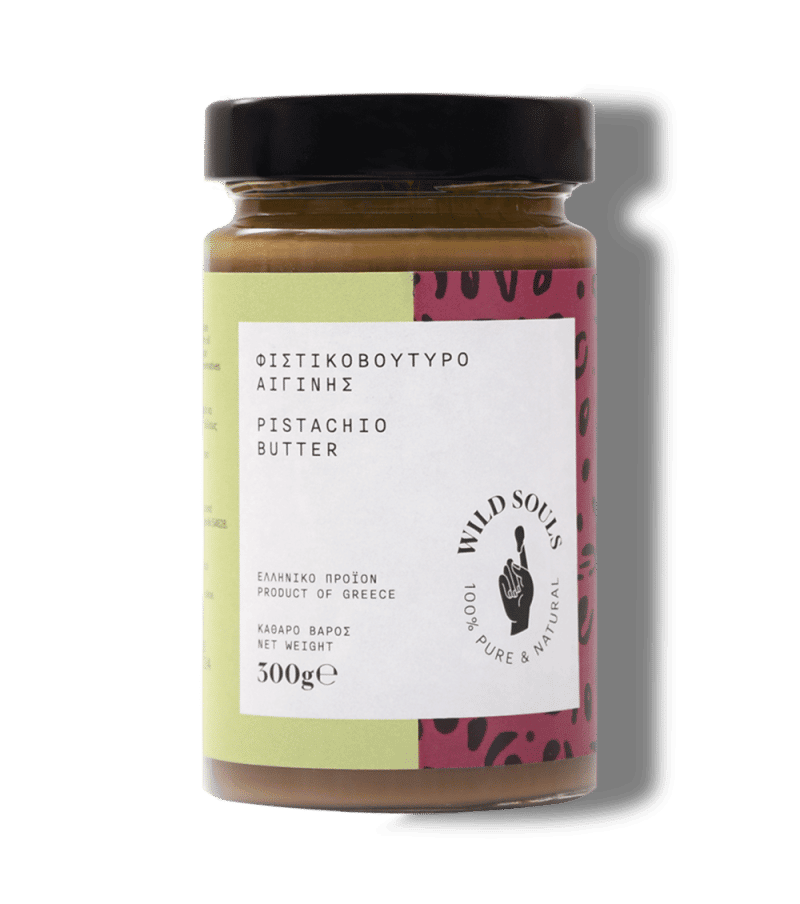 ΦΙΣΤΙΚΟΒΟΥΤΥΡΟ
ΑΙΓΙΝΗΣ
PISTACHIO
BUTTER
WILD SOULS
100% PURE & NATURAL
ΕΛΛΗΝΙΚΟ ΠΡΟΪΟΝ
PRODUCT OF GREECE
ΚΑΘΑΡΟ ΒΑΡΟΣ
NET WEIGHT
300g℮